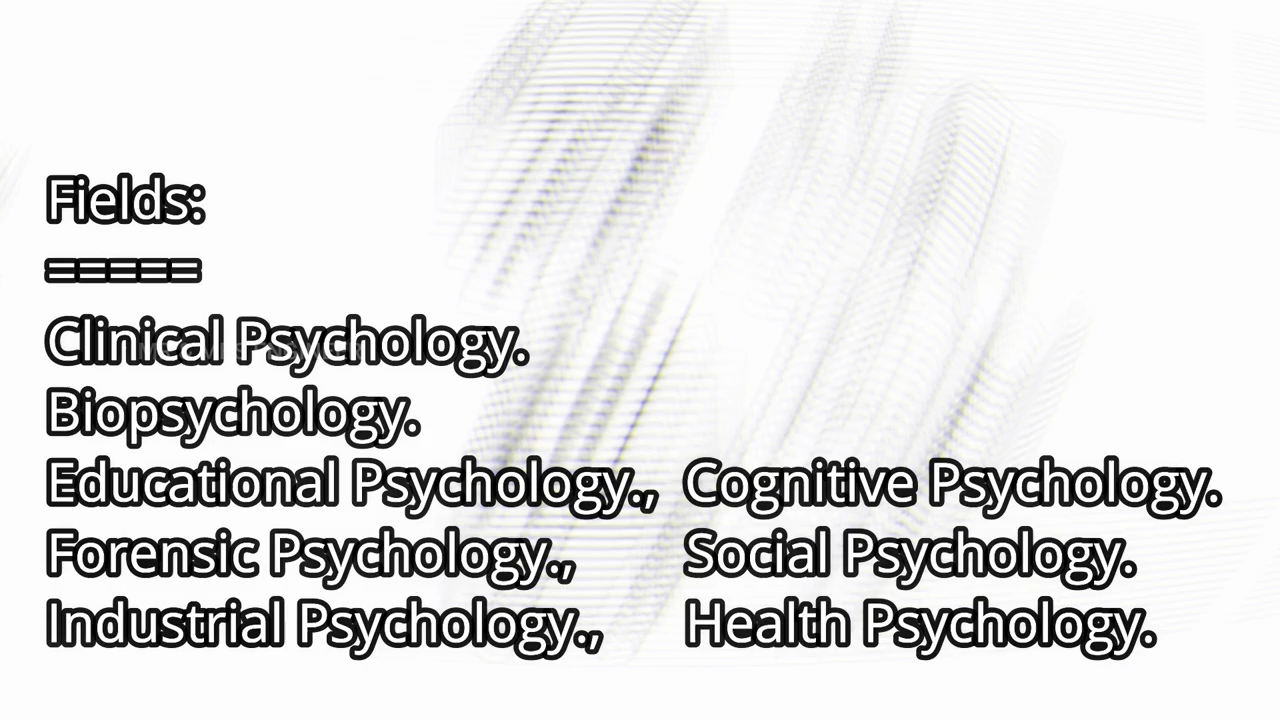 Fields:
=====
Clinical Psychology.
Biopsychology.
Educational Psychology., Cognitive Psychology.
Forensic Psychology., Social Psychology.
Industrial Psychology., Health Psychology.